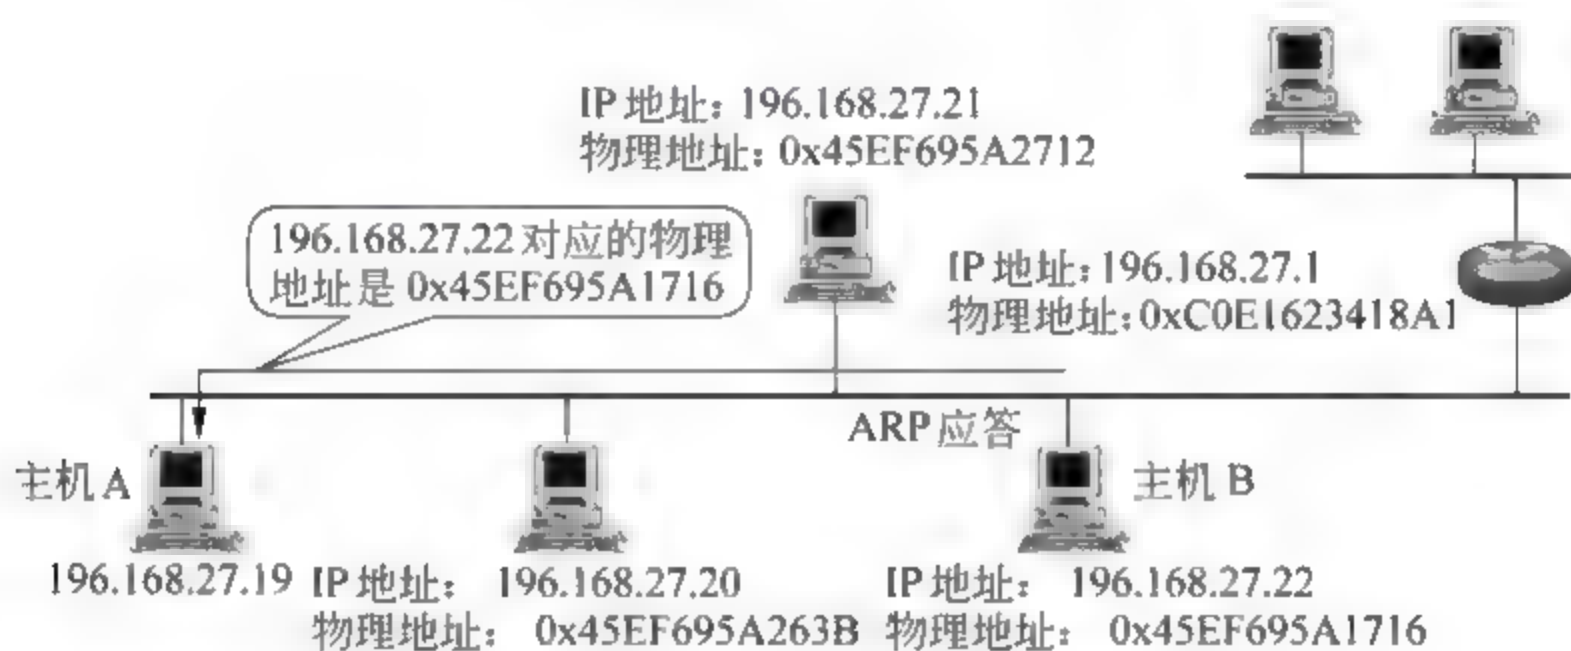 IP 地址: 196.168.27.21
物理地址: 0x45EF695A2712
196.168.27.22 对应的物理
地址是 0x45EF695A1716
IP 地址: 196.168.27.1
物理地址: 0xC0E1623418A1
ARP 应答
主机 A
主机 B
196.168.27.19
IP 地址: 196.168.27.20
物理地址: 0x45EF695A263B
IP 地址: 196.168.27.22
物理地址: 0x45EF695A1716